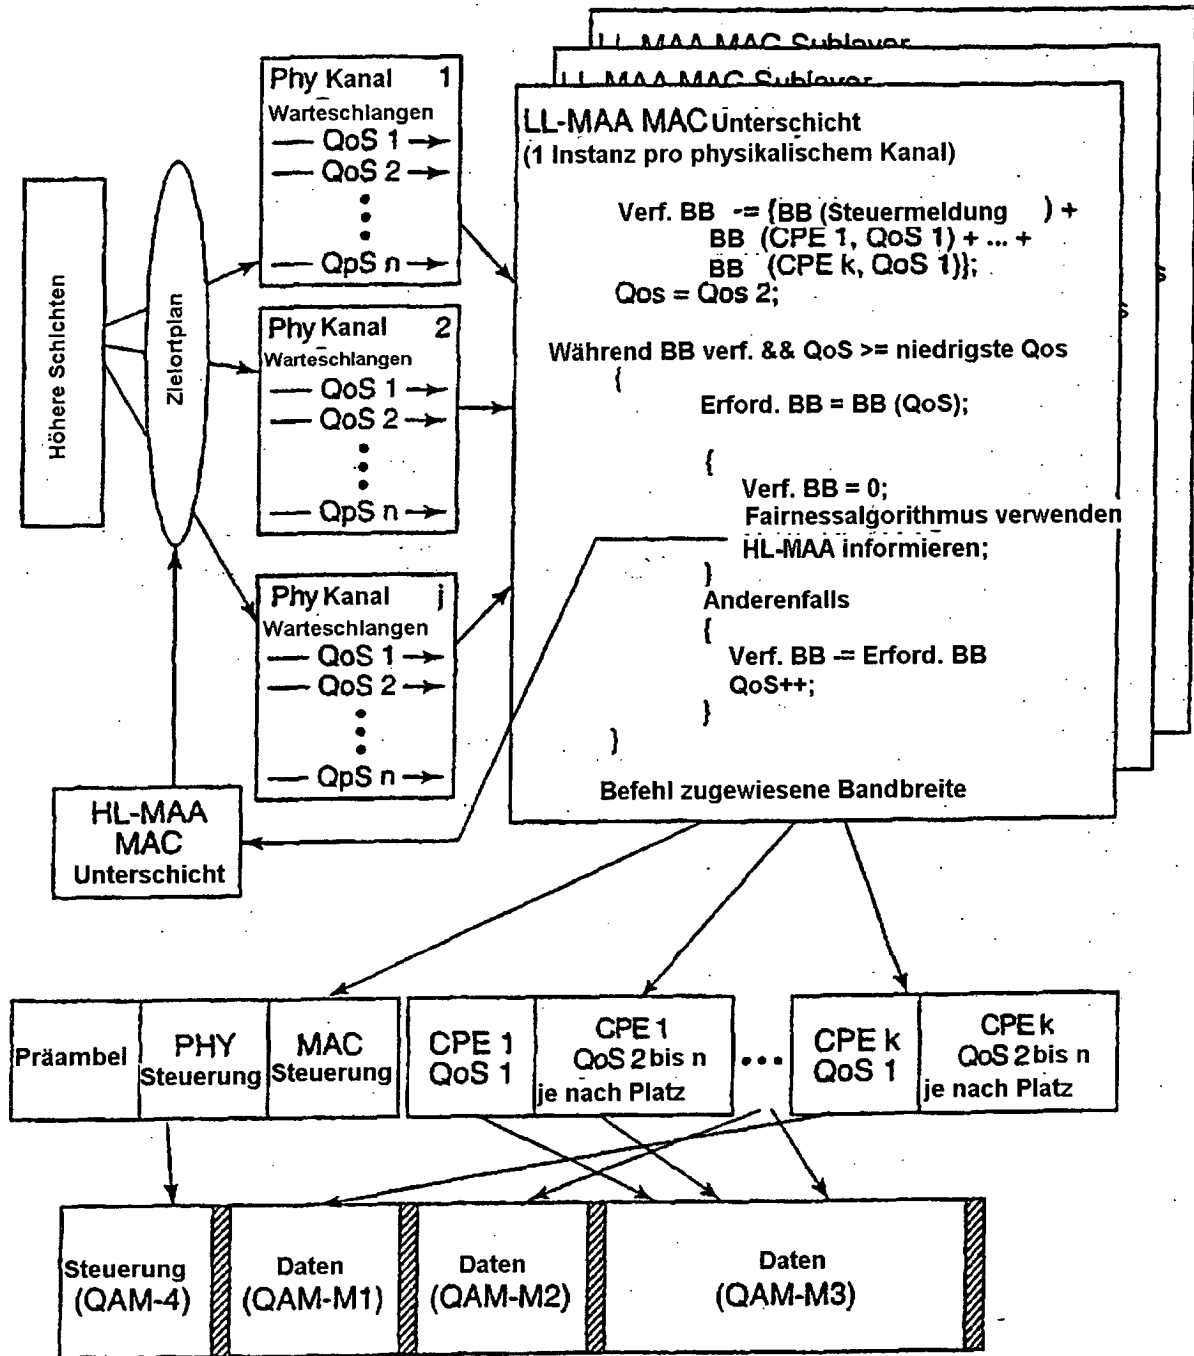 LL-MAA MAC Sublayer
LL-MAA MAC Sublayer
LL-MAA MAC Unterschicht
(1 Instanz pro physikalischem Kanal)
Verf. BB -= {BB (Steuermeldung ) +
BB (CPE 1, QoS 1) + ... +
BB (CPE k, QoS 1)};
Qos = Qos 2;
Während BB verf. && QoS >= niedrigste Qos
{
Erford. BB = BB (QoS);
{
Verf. BB = 0;
Fairnessalgorithmus verwenden
HL-MAA informieren;
}
Anderenfalls
{
Verf. BB -= Erford. BB
QoS++;
}
}
Befehl zugewiesene Bandbreite
s
s
Höhere Schichten
Zielortplan
Phy Kanal 1
Warteschlangen
QoS 1
QoS 2
QpS n
Phy Kanal 2
Warteschlangen
QoS 1
QoS 2
QpS n
Phy Kanal j
Warteschlangen
QoS 1
QoS 2
QpS n
HL-MAA
MAC
Unterschicht
Präambel
PHY
Steuerung
MAC
Steuerung
CPE 1
QoS 1
CPE 1
QoS 2 bis n
je nach Platz
...
CPE k
QoS 1
CPE k
QoS 2 bis n
je nach Platz
Steuerung
(QAM-4)
Daten
(QAM-M1)
Daten
(QAM-M2)
Daten
(QAM-M3)